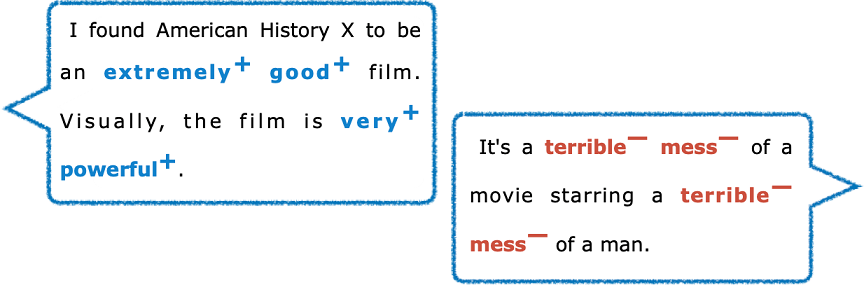 I found American History X to be
an extremely+ good+ film.
Visually, the film is very+
powerful+.
It's a terrible− mess− of a
movie starring a terrible−
mess− of a man.